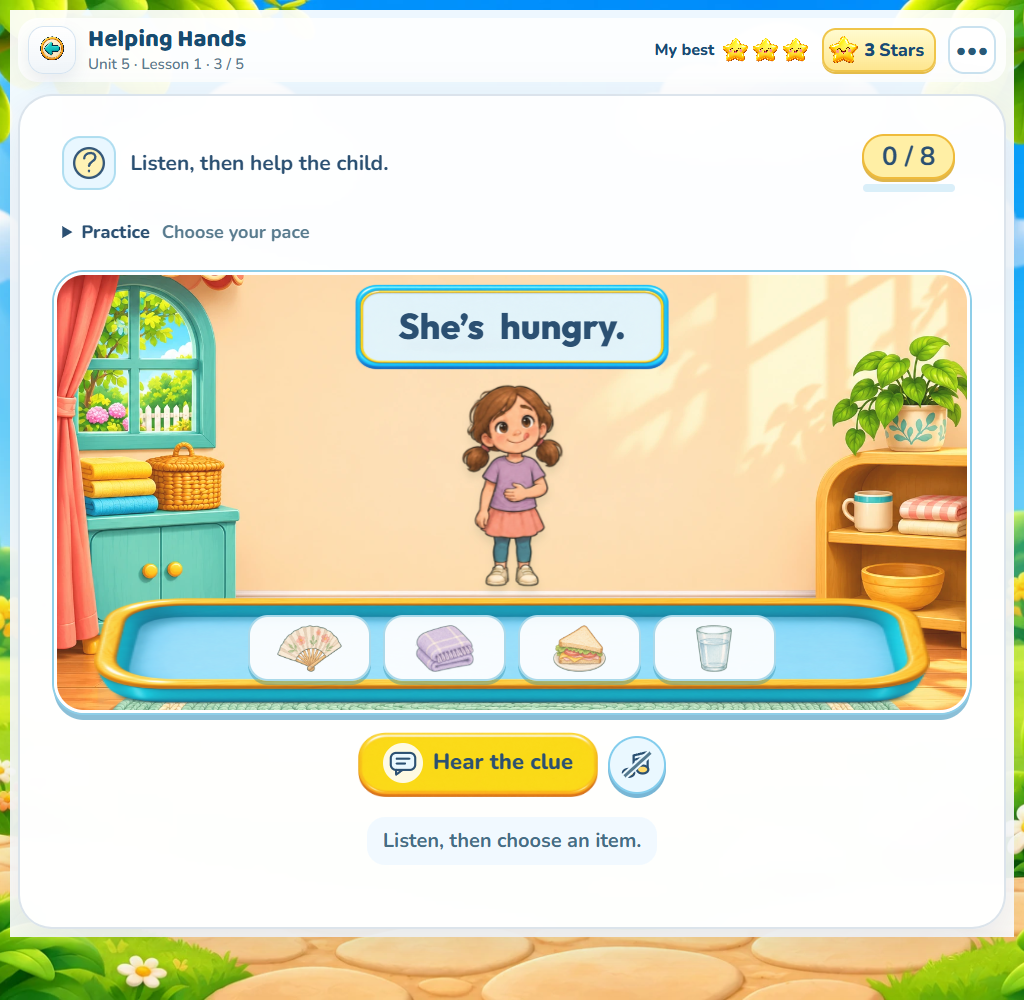 Helping Hands
Unit 5 · Lesson 1 · 3 / 5
My best
3 Stars
Listen, then help the child.
0 / 8
Practice Choose your pace
She's hungry.
Hear the clue
Listen, then choose an item.